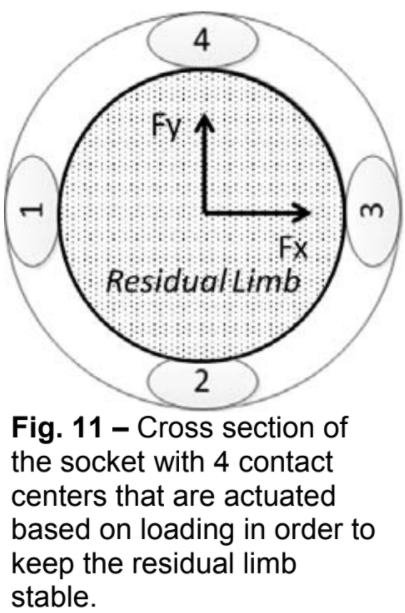 4
Fy
1
3
Fx
Residual Limb
2
Fig. 11 – Cross section of
the socket with 4 contact
centers that are actuated
based on loading in order to
keep the residual limb
stable.